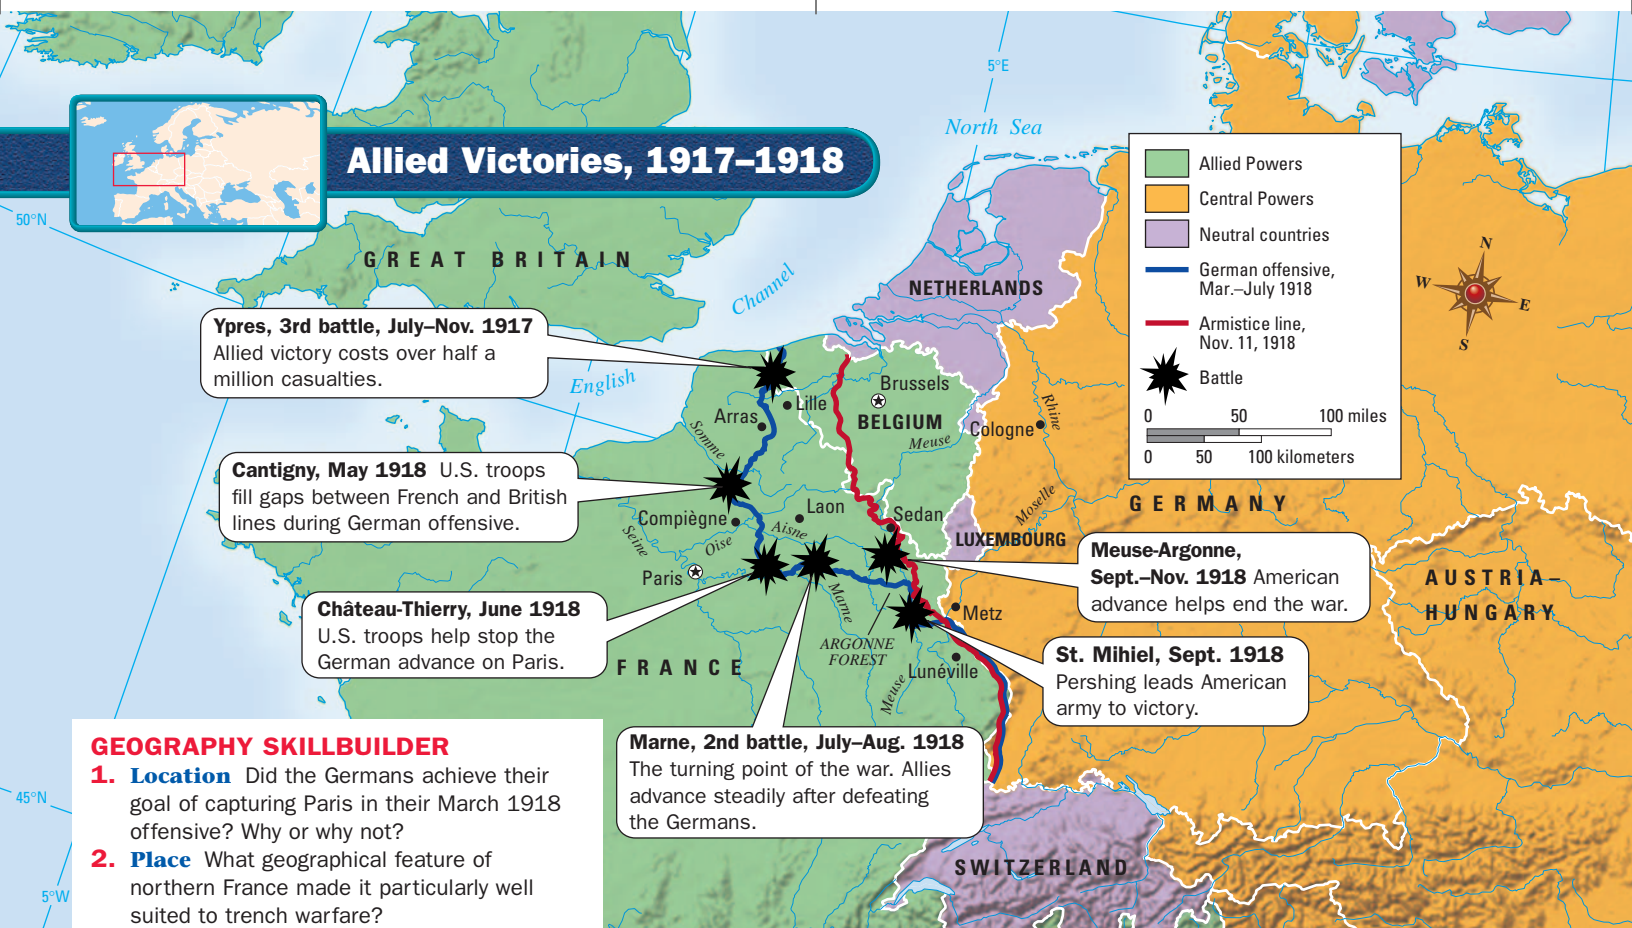 Allied Victories, 1917–1918
50°N
5°E
North Sea
GREAT BRITAIN
Channel
English
NETHERLANDS
Allied Powers
Central Powers
Neutral countries
German offensive,
Mar.–July 1918
Armistice line,
Nov. 11, 1918
Battle
0 50 100 miles
0 50 100 kilometers
N
W
E
S
Ypres, 3rd battle, July–Nov. 1917
Allied victory costs over half a
million casualties.
Brussels
Lille
Arras
BELGIUM
Meuse
Cologne
Rhine
Somme
Cantigny, May 1918 U.S. troops
fill gaps between French and British
lines during German offensive.
Laon
Compiègne
Sedan
Aisne
Oise
Seine
Moselle
GERMANY
LUXEMBOURG
Paris
Meuse-Argonne,
Sept.–Nov. 1918 American
advance helps end the war.
AUSTRIA–
HUNGARY
Château-Thierry, June 1918
U.S. troops help stop the
German advance on Paris.
Marne
Metz
ARGONNE
FOREST
FRANCE
Lunéville
Meuse
St. Mihiel, Sept. 1918
Pershing leads American
army to victory.
Marne, 2nd battle, July–Aug. 1918
The turning point of the war. Allies
advance steadily after defeating
the Germans.
SWITZERLAND
45°N
5°W
GEOGRAPHY SKILLBUILDER
1. Location Did the Germans achieve their
goal of capturing Paris in their March 1918
offensive? Why or why not?
2. Place What geographical feature of
northern France made it particularly well
suited to trench warfare?